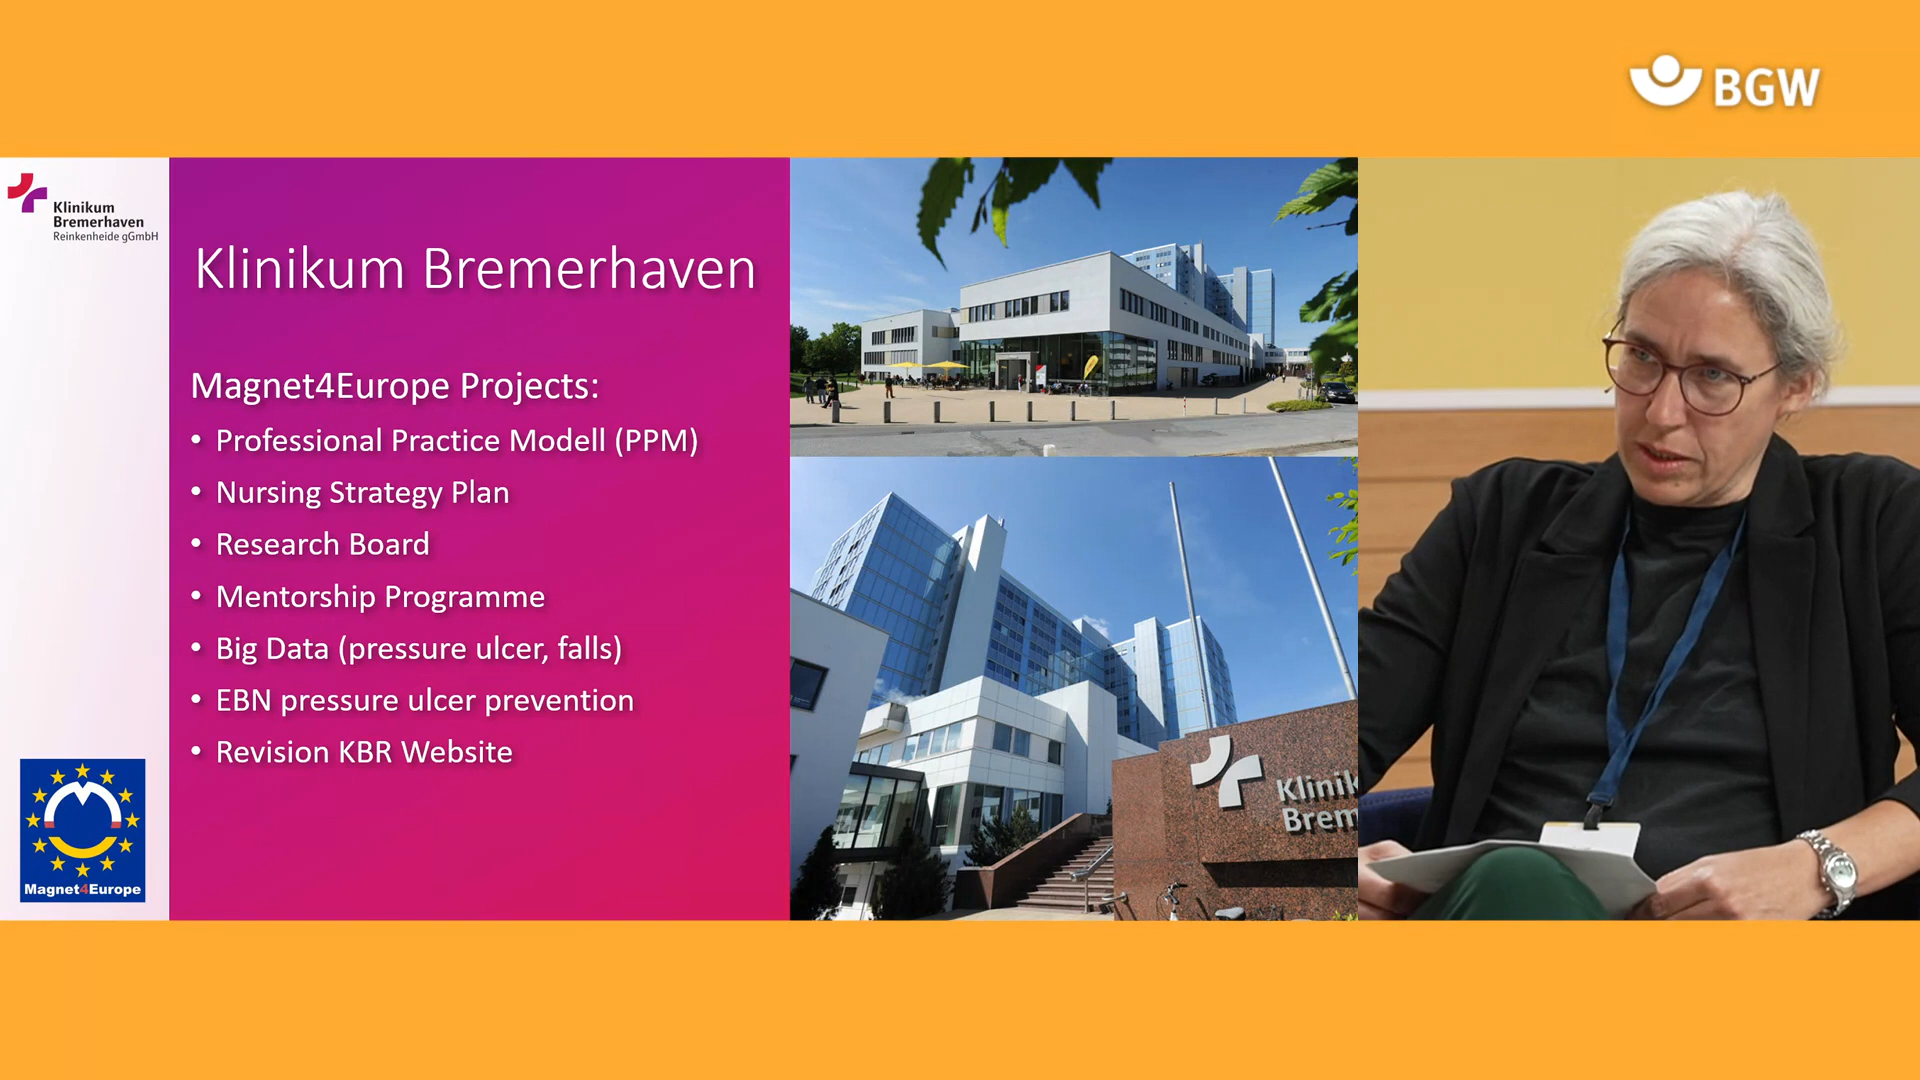 BGW
Klinikum
Bremerhaven
Reinkenheide gGmbH
Klinikum Bremerhaven
Magnet4Europe Projects:
• Professional Practice Modell (PPM)
• Nursing Strategy Plan
• Research Board
• Mentorship Programme
• Big Data (pressure ulcer, falls)
• EBN pressure ulcer prevention
• Revision KBR Website
Magnet4Europe
Klinik
Brem